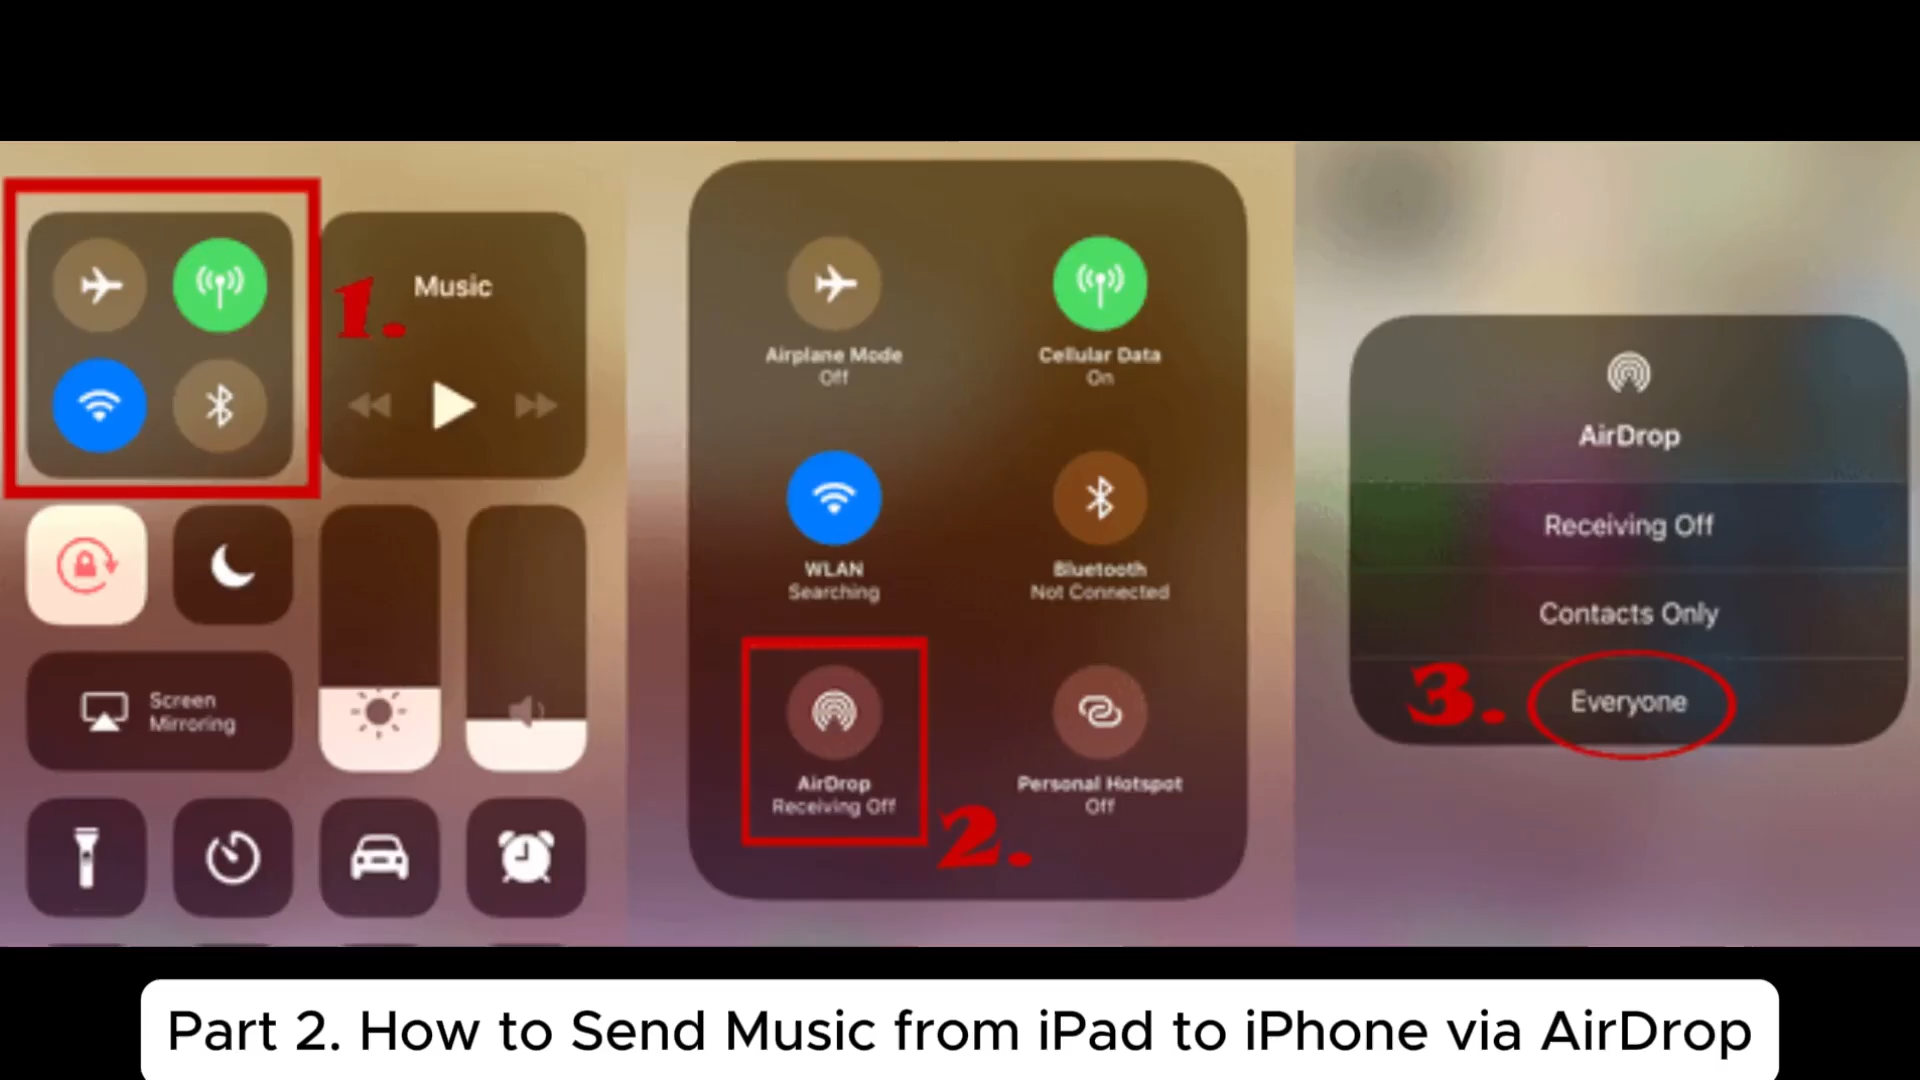 1.
Music
Screen
Mirroring
Airplane Mode
Off
Cellular Data
On
WLAN
Searching
Bluetooth
Not Connected
AirDrop
Receiving Off
2.
Personal Hotspot
Off
AirDrop
Receiving Off
Contacts Only
3.
Everyone
Part 2. How to Send Music from iPad to iPhone via AirDrop